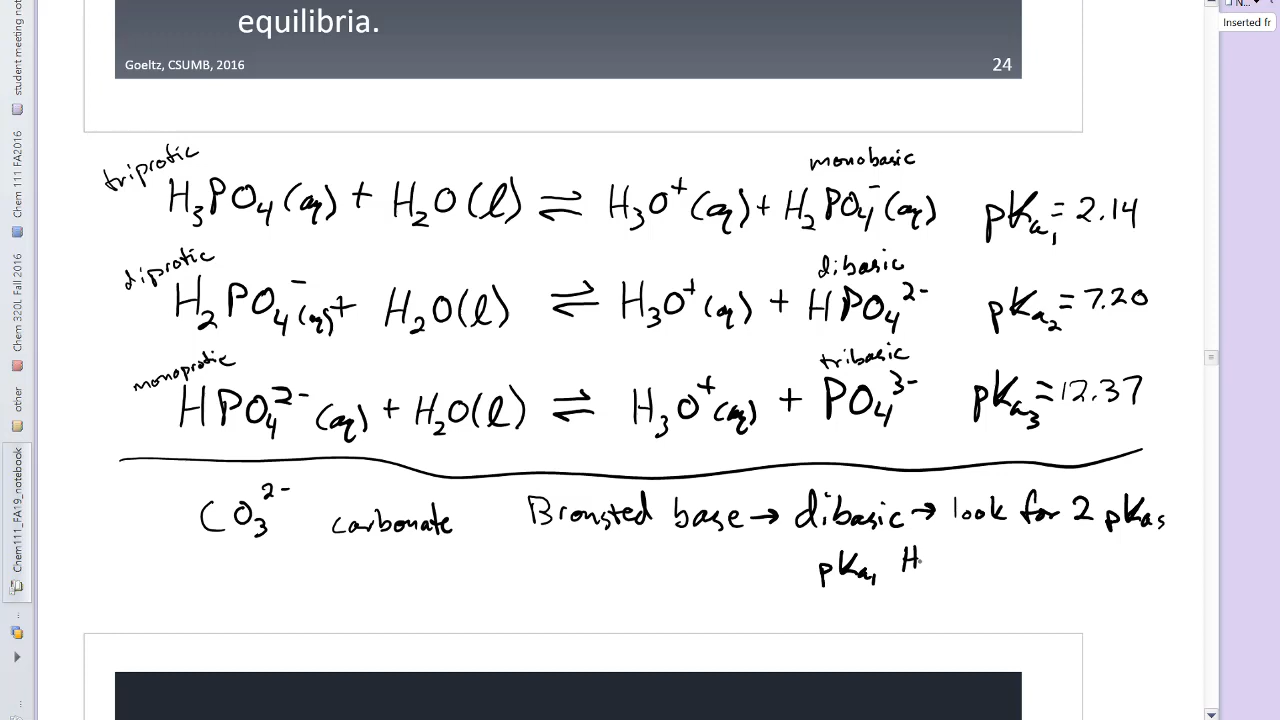 equilibria.
Goeltz, CSUMB, 2016 24
triprotic monobasic
H₃PO₄(aq) + H₂O(l) ⇌ H₃O⁺(aq) + H₂PO₄⁻(aq) pKa₁ = 2.14
diprotic dibasic
H₂PO₄⁻(aq) + H₂O(l) ⇌ H₃O⁺(aq) + HPO₄²⁻ pKa₂ = 7.20
monoprotic tribasic
HPO₄²⁻(aq) + H₂O(l) ⇌ H₃O⁺(aq) + PO₄³⁻ pKa₃ = 12.37
CO₃²⁻ carbonate Bronsted base → dibasic → look for 2 pKas
pKa₁ H
student meeting not
Chem 111 FA2016
chem 320L Fall 2016
other
Chem111.FA19_notebook
N...
Inserted fr